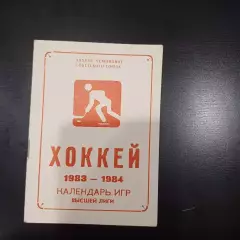 ХОККЕЙ
1983 — 1984
КАЛЕНДАРЬ ИГР
ВЫСШЕЙ ЛИГИ